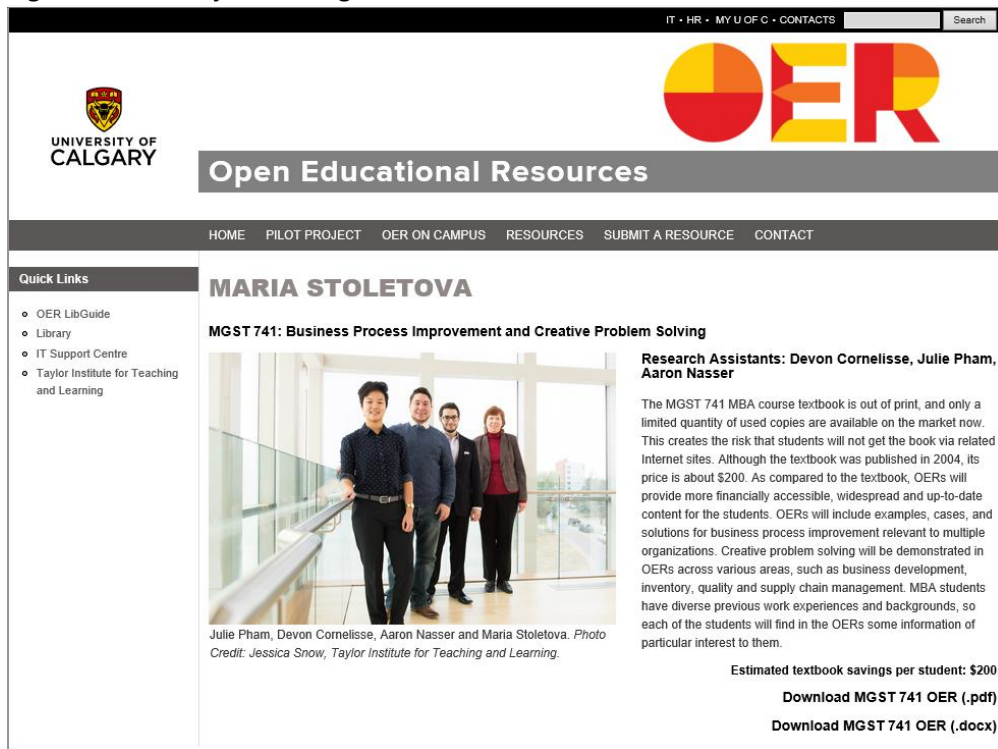 IT • HR • MY U OF C • CONTACTS
Search
UNIVERSITY OF
CALGARY
OER
Open Educational Resources
HOME PILOT PROJECT OER ON CAMPUS RESOURCES SUBMIT A RESOURCE CONTACT
Quick Links
OER LibGuide
Library
IT Support Centre
Taylor Institute for Teaching
and Learning
MARIA STOLETOVA
MGST 741: Business Process Improvement and Creative Problem Solving
Julie Pham, Devon Cornelisse, Aaron Nasser and Maria Stoletova. Photo
Credit: Jessica Snow, Taylor Institute for Teaching and Learning.
Research Assistants: Devon Cornelisse, Julie Pham,
Aaron Nasser
The MGST 741 MBA course textbook is out of print, and only a
limited quantity of used copies are available on the market now.
This creates the risk that students will not get the book via related
Internet sites. Although the textbook was published in 2004, its
price is about $200. As compared to the textbook, OERs will
provide more financially accessible, widespread and up-to-date
content for the students. OERs will include examples, cases, and
solutions for business process improvement relevant to multiple
organizations. Creative problem solving will be demonstrated in
OERs across various areas, such as business development,
inventory, quality and supply chain management. MBA students
have diverse previous work experiences and backgrounds, so
each of the students will find in the OERs some information of
particular interest to them.
Estimated textbook savings per student: $200
Download MGST 741 OER (.pdf)
Download MGST 741 OER (.docx)